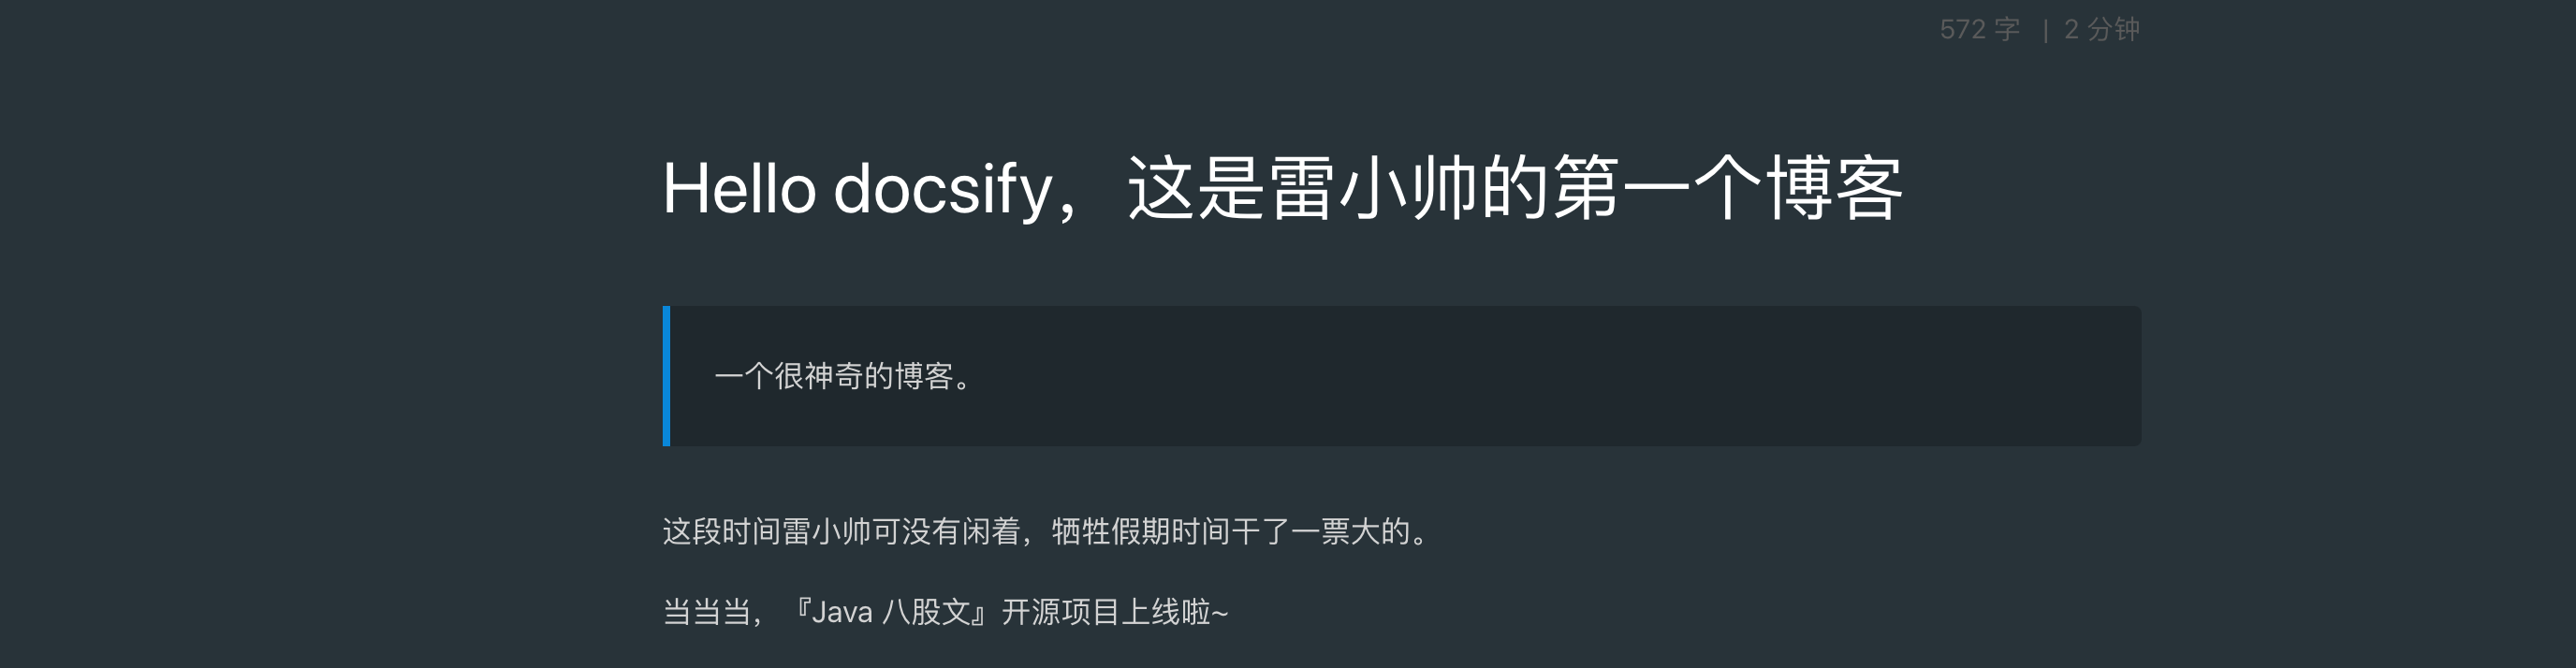 572 字 | 2 分钟
Hello docsify，这是雷小帅的第一个博客
一个很神奇的博客。
这段时间雷小帅可没有闲着，牺牲假期时间干了一票大的。
当当当，『Java 八股文』开源项目上线啦~